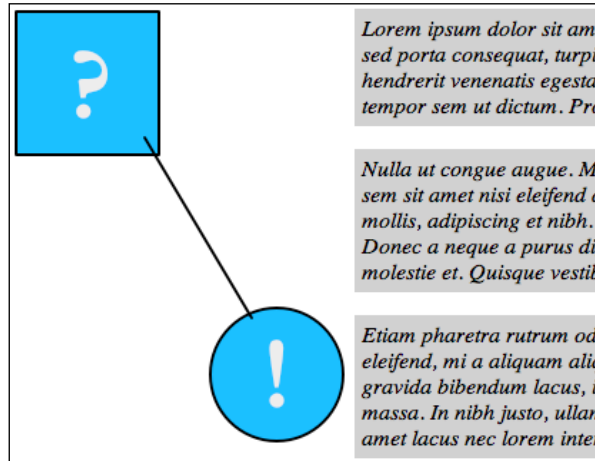 ?
!
Lorem ipsum dolor sit am
sed porta consequat, turpi
hendrerit venenatis egesta
tempor sem ut dictum. Pro
Nulla ut congue augue. M
sem sit amet nisi eleifend
mollis, adipiscing et nibh.
Donec a neque a purus di
molestie et. Quisque vestib
Etiam pharetra rutrum od
eleifend, mi a aliquam ali
gravida bibendum lacus,
massa. In nibh justo, ullan
amet lacus nec lorem inter